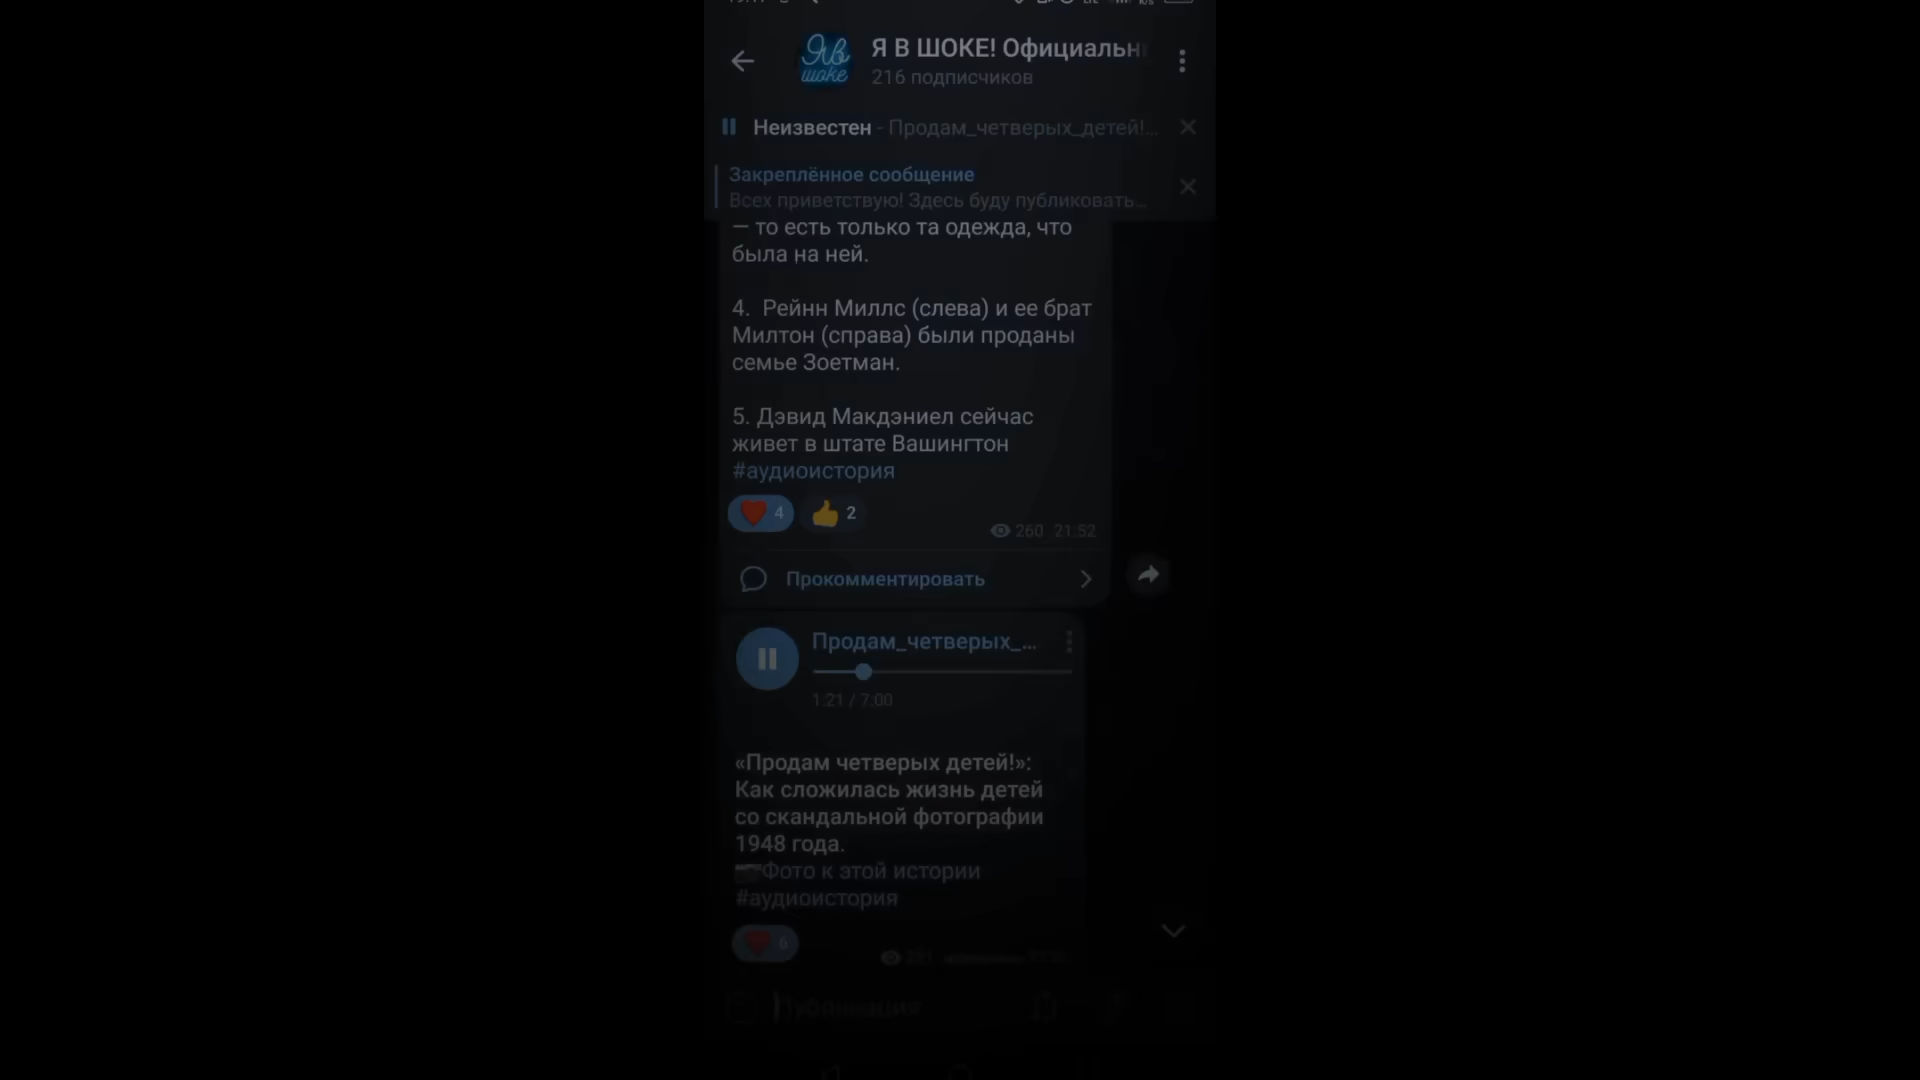 Я В ШОКЕ! Официальн
Яв шоке
216 подписчиков
Неизвестен - Продам_четверых_детей!...
Закреплённое сообщение
Всех приветствую! Здесь буду публиковать...
— то есть только та одежда, что
была на ней.
4. Рейнн Миллс (слева) и ее брат
Милтон (справа) были проданы
семье Зоетман.
5. Дэвид Макдэниел сейчас
живет в штате Вашингтон
#аудиоистория
4 2
260 21:52
Прокомментировать
Продам_четверых_...
1:21 / 7:00
«Продам четверых детей!»:
Как сложилась жизнь детей
со скандальной фотографии
1948 года.
Фото к этой истории
#аудиоистория
6
Публикация